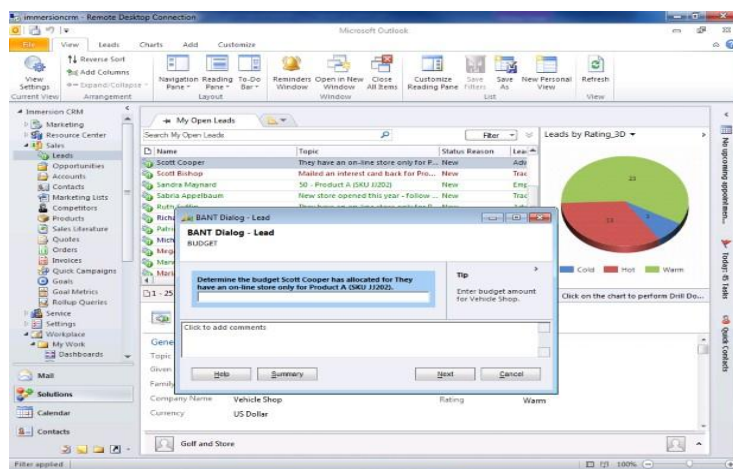 immersioncrm - Remote Desktop Connection
Microsoft Outlook
File View Leads Charts Add Customize
View Settings
Reverse Sort
Add Columns
Expand/Collapse
Navigation Pane
Reading Pane
To-Do Bar
Reminders Window
Open in New Window
Close All Items
Customize Reading Pane
Save Filters
Save As
New Personal View
Refresh
Current View Arrangement Layout Window List View
Immersion CRM
Marketing
Resource Center
Sales
Leads
Opportunities
Accounts
Contacts
Marketing Lists
Competitors
Products
Sales Literature
Quotes
Orders
Invoices
Quick Campaigns
Goals
Goal Metrics
Rollup Queries
Service
Settings
Workplace
My Work
Dashboards
Mail
Solutions
Calendar
Contacts
My Open Leads
Search My Open Leads
Filter
Name Topic Status Reason
Scott Cooper They have an on-line store only for P... New
Scott Bishop Mailed an interest card back for Pro... New
Sandra Maynard 50 - Product A (SKU JJ202) New
Sabria Appelbaum New store opened this year - follow ... New
Leads by Rating_3D
23
13
Cold Hot Warm
Click on the chart to perform Drill Do...
No upcoming appointmen...
Today: 45 Tasks
Quick Contacts
BANT Dialog - Lead
BANT Dialog - Lead
BUDGET
Determine the budget Scott Cooper has allocated for They
have an on-line store only for Product A (SKU JJ202).
Tip
Enter budget amount
for Vehicle Shop.
Click to add comments
Help Summary Next Cancel
1 - 25
Topic
Given
Family
Company Name Vehicle Shop Rating Warm
Currency US Dollar
Golf and Store
Filter applied 100%